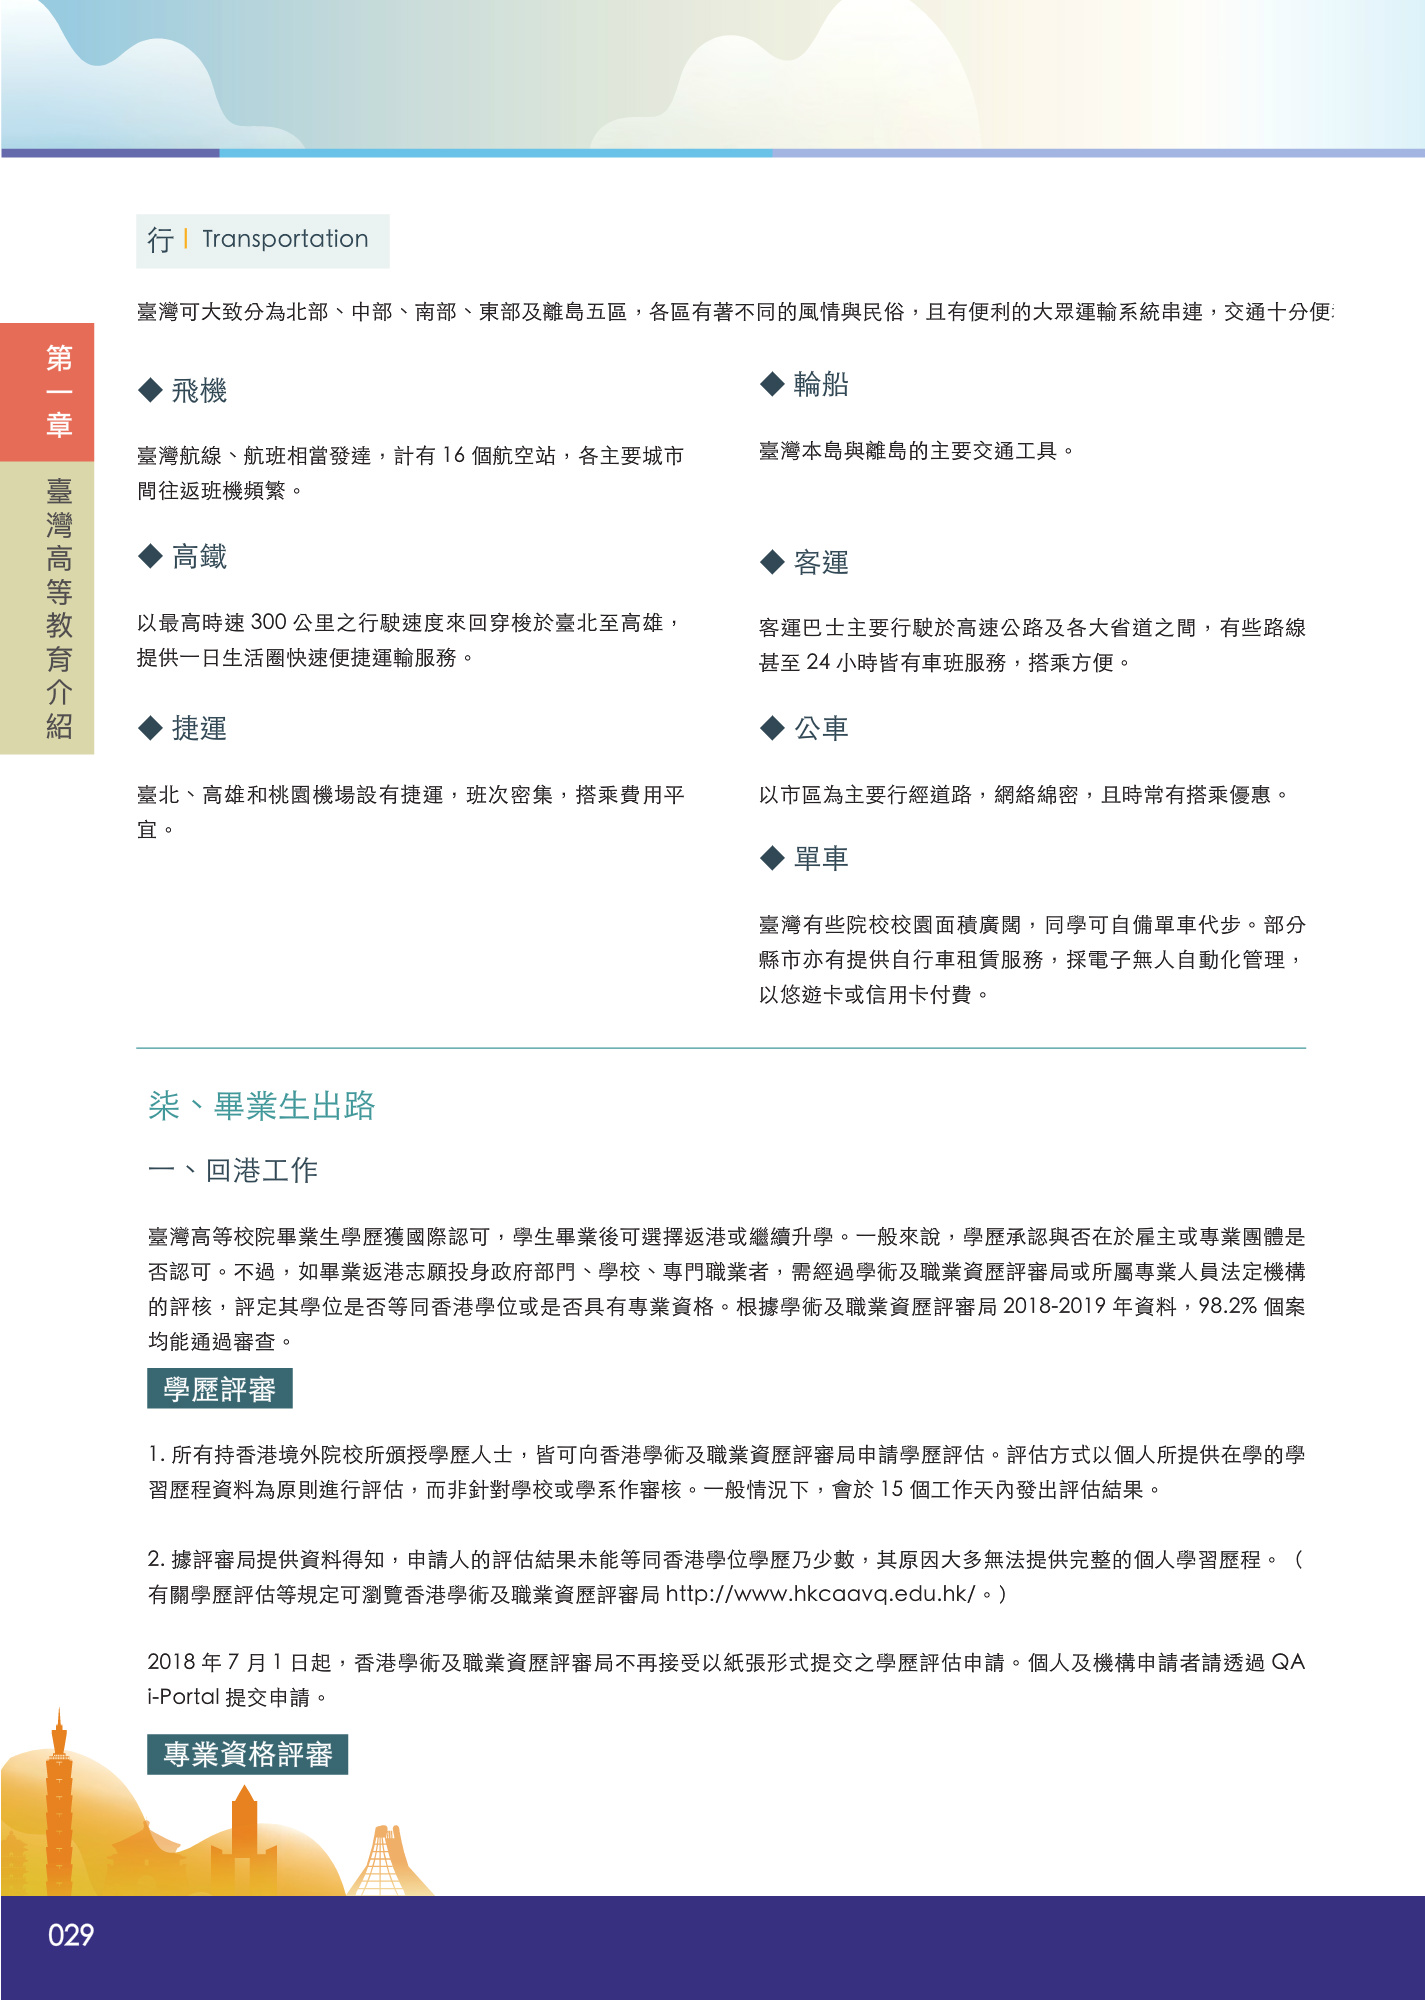 行 | Transportation
臺灣可大致分為北部、中部、南部、東部及離島五區，各區有著不同的風情與民俗，且有便利的大眾運輸系統串連，交通十分便
第一章
臺灣高等教育介紹
◆ 飛機
臺灣航線、航班相當發達，計有 16 個航空站，各主要城市
間往返班機頻繁。
◆ 高鐵
以最高時速 300 公里之行駛速度來回穿梭於臺北至高雄，
提供一日生活圈快速便捷運輸服務。
◆ 捷運
臺北、高雄和桃園機場設有捷運，班次密集，搭乘費用平
宜。
◆ 輪船
臺灣本島與離島的主要交通工具。
◆ 客運
客運巴士主要行駛於高速公路及各大省道之間，有些路線
甚至 24 小時皆有車班服務，搭乘方便。
◆ 公車
以市區為主要行經道路，網絡綿密，且時常有搭乘優惠。
◆ 單車
臺灣有些院校校園面積廣闊，同學可自備單車代步。部分
縣市亦有提供自行車租賃服務，採電子無人自動化管理，
以悠遊卡或信用卡付費。
柒、畢業生出路
一、回港工作
臺灣高等校院畢業生學歷獲國際認可，學生畢業後可選擇返港或繼續升學。一般來說，學歷承認與否在於雇主或專業團體是
否認可。不過，如畢業返港志願投身政府部門、學校、專門職業者，需經過學術及職業資歷評審局或所屬專業人員法定機構
的評核，評定其學位是否等同香港學位或是否具有專業資格。根據學術及職業資歷評審局 2018-2019 年資料，98.2% 個案
均能通過審查。
學歷評審
1. 所有持香港境外院校所頒授學歷人士，皆可向香港學術及職業資歷評審局申請學歷評估。評估方式以個人所提供在學的學
習歷程資料為原則進行評估，而非針對學校或學系作審核。一般情況下，會於 15 個工作天內發出評估結果。
2. 據評審局提供資料得知，申請人的評估結果未能等同香港學位學歷乃少數，其原因大多無法提供完整的個人學習歷程。（
有關學歷評估等規定可瀏覽香港學術及職業資歷評審局 http://www.hkcaavq.edu.hk/。）
2018 年 7 月 1 日起，香港學術及職業資歷評審局不再接受以紙張形式提交之學歷評估申請。個人及機構申請者請透過 QA
i-Portal 提交申請。
專業資格評審
029